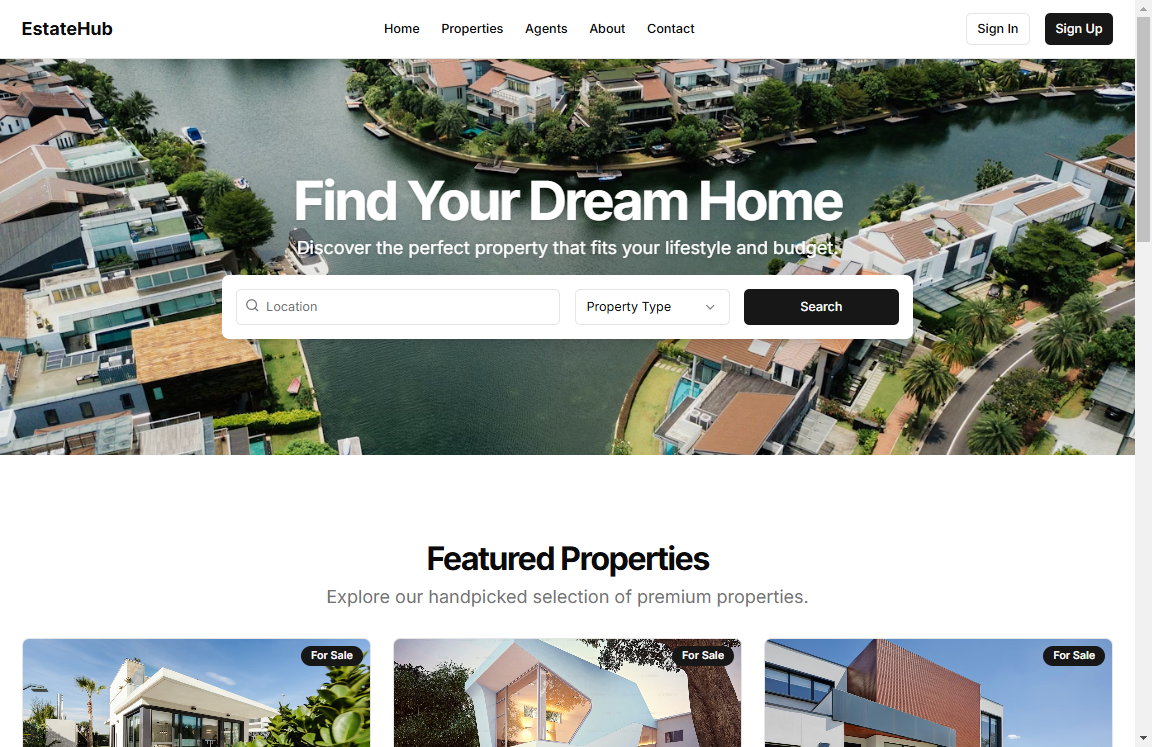 EstateHub
Home Properties Agents About Contact
Sign In Sign Up
Find Your Dream Home
Discover the perfect property that fits your lifestyle and budget.
Location
Property Type
Search
Featured Properties
Explore our handpicked selection of premium properties.
For Sale
For Sale
For Sale